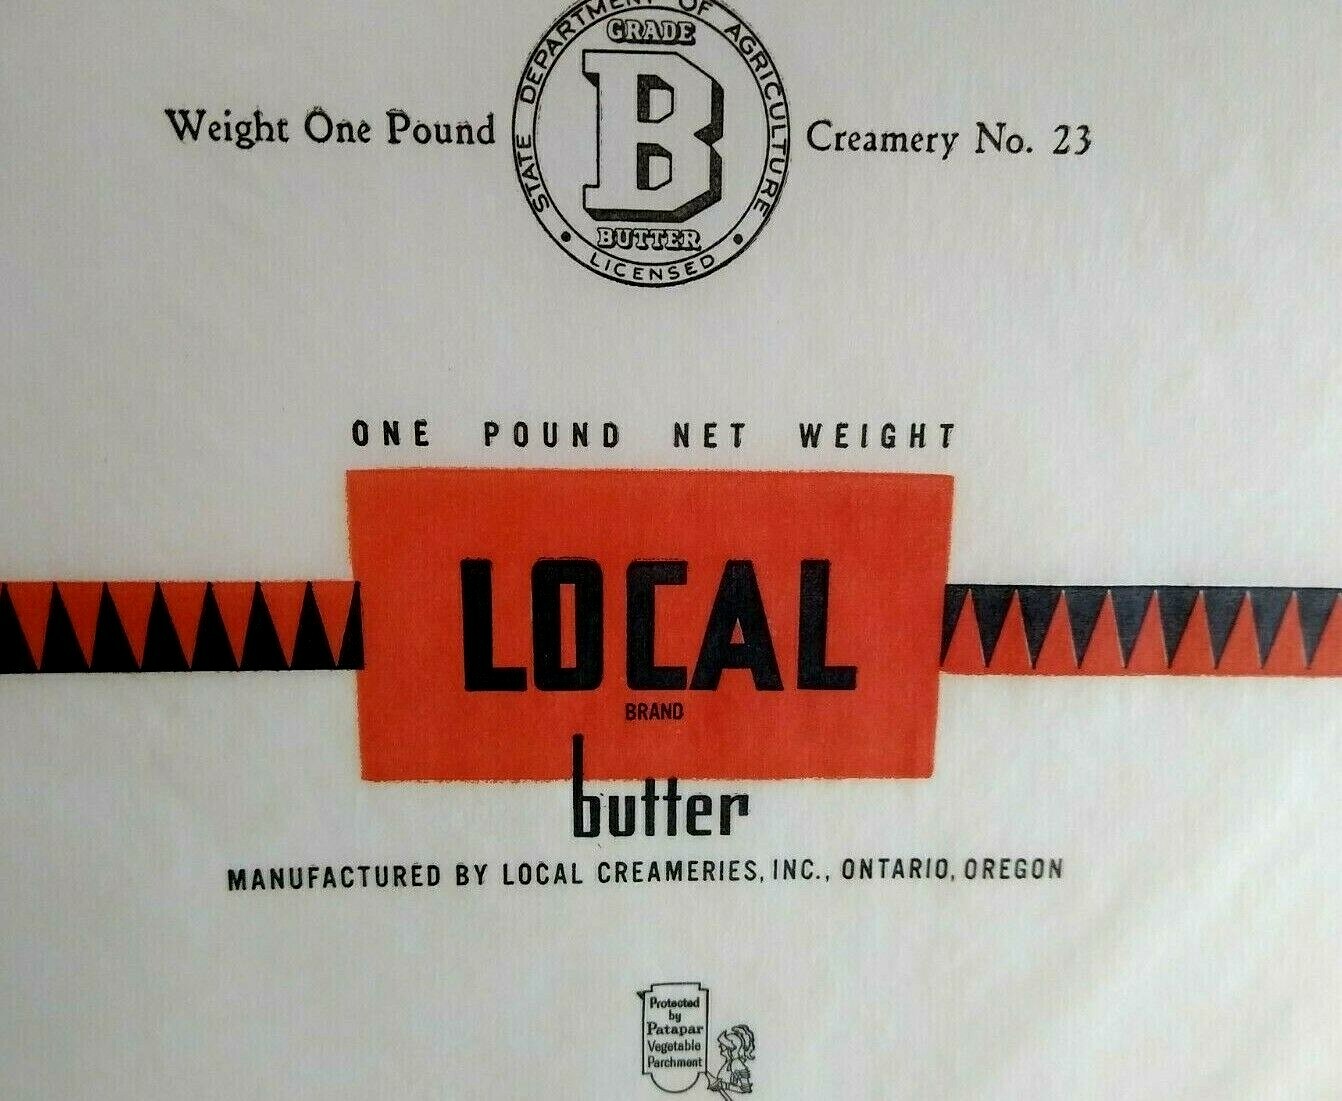 STATE DEPARTMENT OF AGRICULTURE
GRADE
B
BUTTER
• LICENSED •
Weight One Pound
Creamery No. 23
ONE POUND NET WEIGHT
LOCAL
BRAND
butter
MANUFACTURED BY LOCAL CREAMERIES, INC., ONTARIO, OREGON
Protected
by
Patapar
Vegetable
Parchment